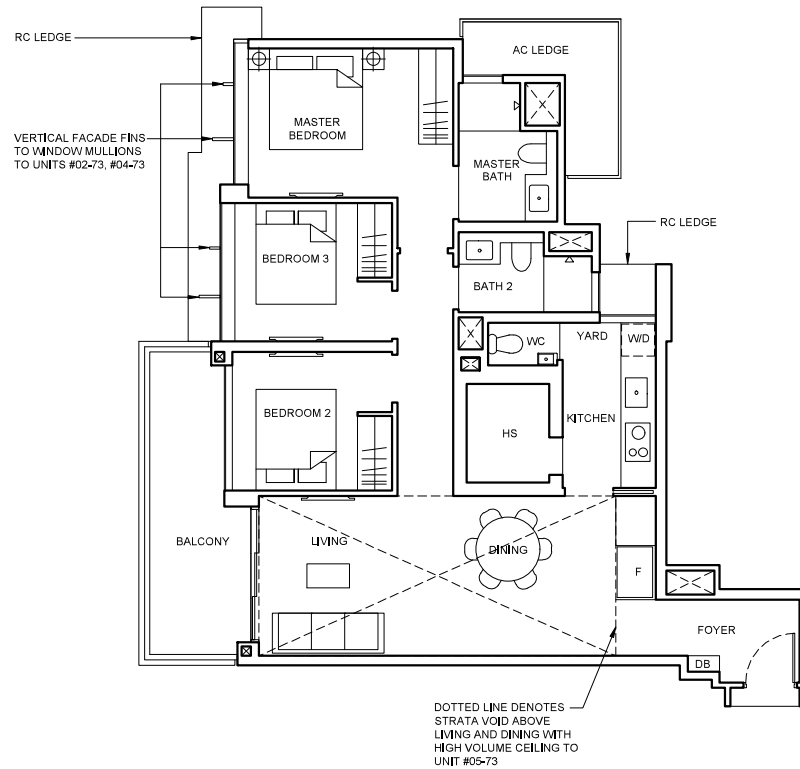 RC LEDGE
AC LEDGE
MASTER
BEDROOM
X
VERTICAL FACADE FINS
TO WINDOW MULLIONS
TO UNITS #02-73, #04-73
MASTER
BATH
RC LEDGE
BEDROOM 3
BATH 2
X
WC
YARD
W/D
BEDROOM 2
KITCHEN
HS
BALCONY
LIVING
DINING
F
FOYER
DB
DOTTED LINE DENOTES
STRATA VOID ABOVE
LIVING AND DINING WITH
HIGH VOLUME CEILING TO
UNIT #05-73